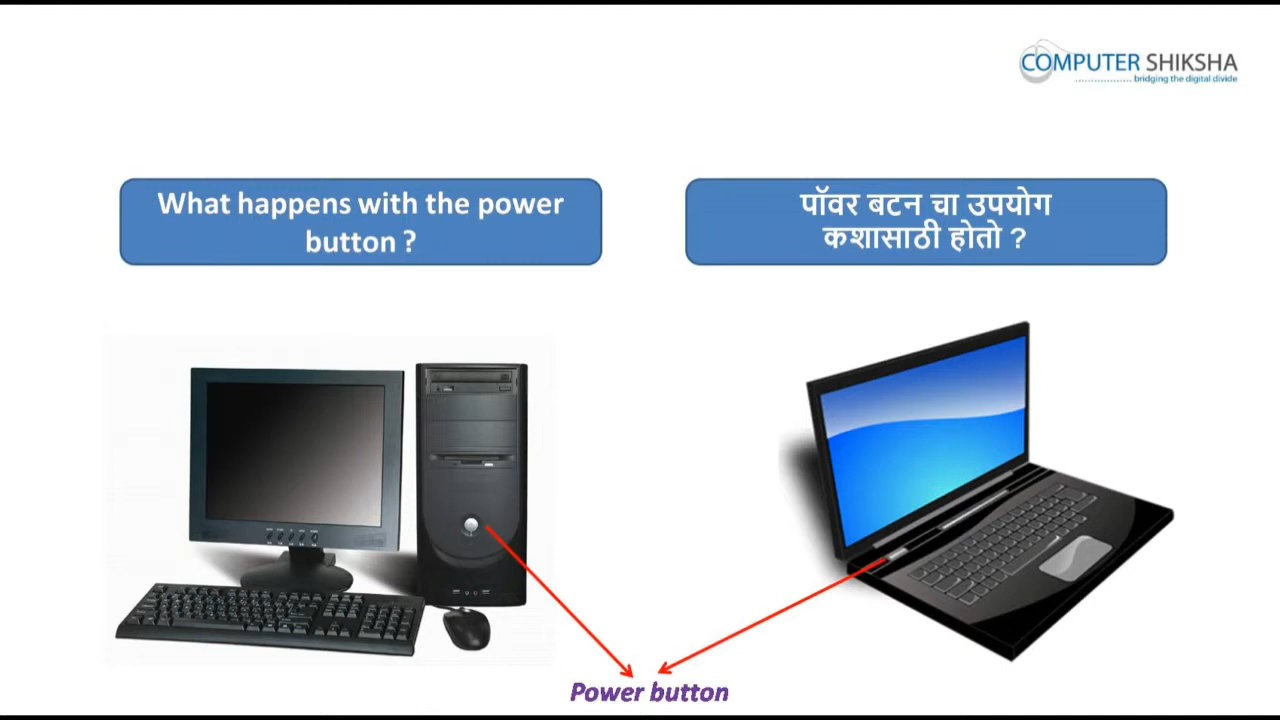 COMPUTER SHIKSHA
bridging the digital divide
What happens with the power
button ?
पॉवर बटन चा उपयोग
कशासाठी होतो ?
Power button